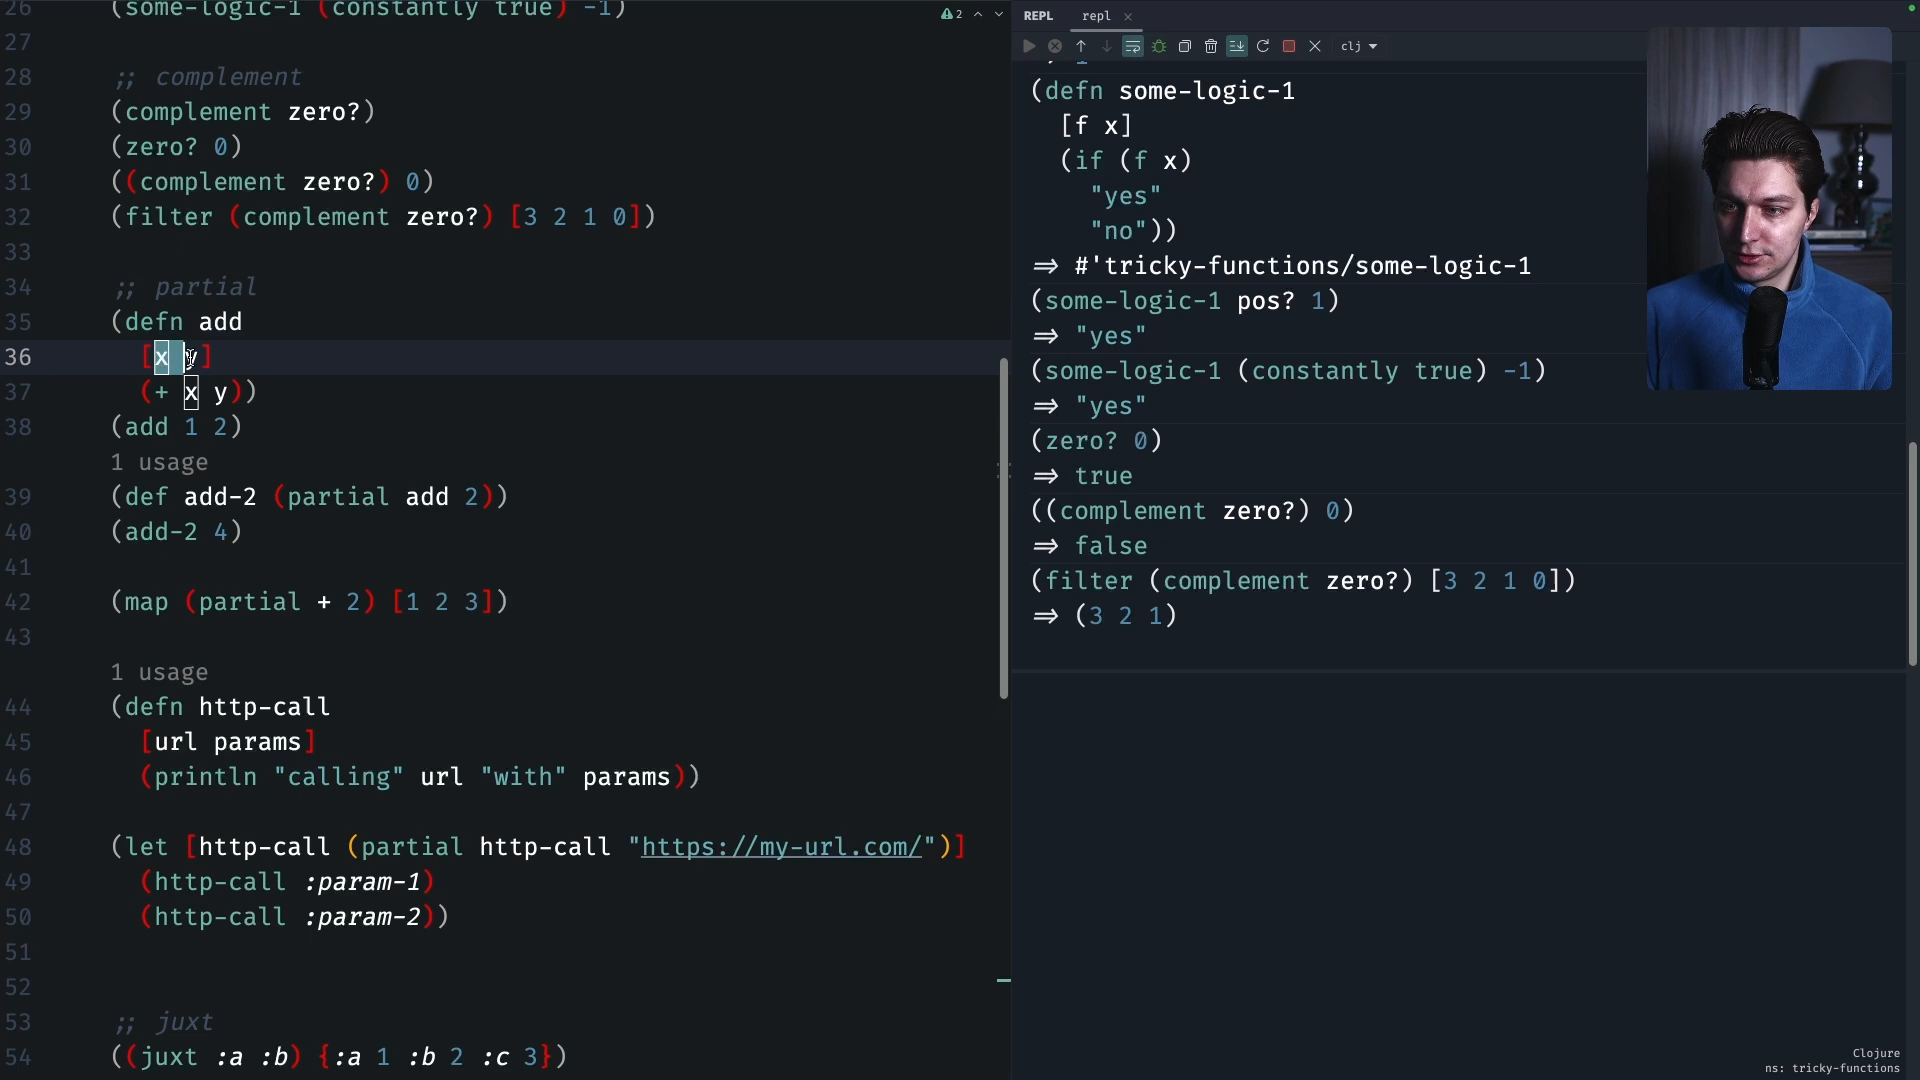 26 (some-logic-1 (constantly true) -1)
2
27
28 ;; complement
29 (complement zero?)
30 (zero? 0)
31 ((complement zero?) 0)
32 (filter (complement zero?) [3 2 1 0])
33
34 ;; partial
35 (defn add
36 [x y]
37 (+ x y))
38 (add 1 2)
1 usage
39 (def add-2 (partial add 2))
40 (add-2 4)
41
42 (map (partial + 2) [1 2 3])
43
1 usage
44 (defn http-call
45 [url params]
46 (println "calling" url "with" params))
47
48 (let [http-call (partial http-call "https://my-url.com/")]
49 (http-call :param-1)
50 (http-call :param-2))
51
52
53 ;; juxt
54 ((juxt :a :b) {:a 1 :b 2 :c 3})
REPL repl
clj
(defn some-logic-1
[f x]
(if (f x)
"yes"
"no"))
=> #'tricky-functions/some-logic-1
(some-logic-1 pos? 1)
=> "yes"
(some-logic-1 (constantly true) -1)
=> "yes"
(zero? 0)
=> true
((complement zero?) 0)
=> false
(filter (complement zero?) [3 2 1 0])
=> (3 2 1)
Clojure
ns: tricky-functions